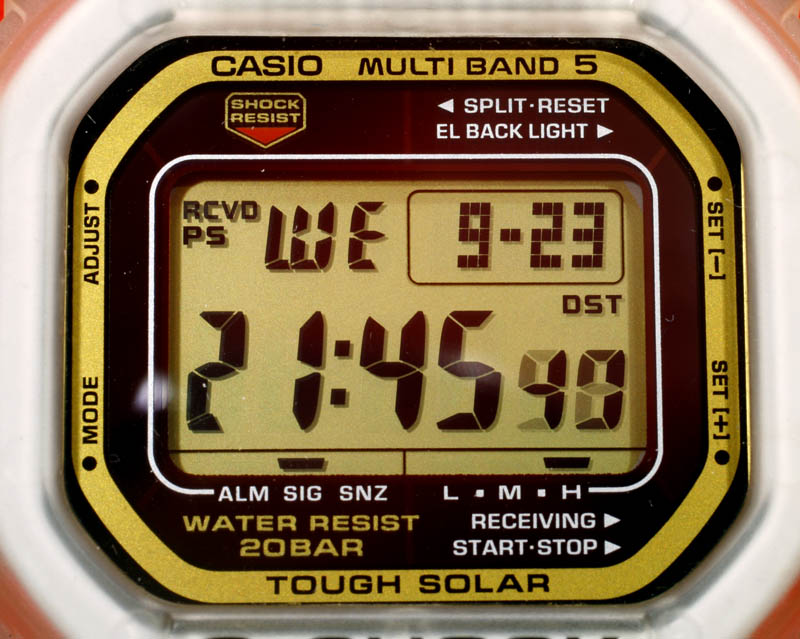 CASIO MULTI BAND 5
SHOCK
RESIST
◀ SPLIT·RESET
EL BACK LIGHT ▶
ADJUST
MODE
SET [–]
SET [+]
RCVD
PS
WE
9-23
DST
21:45
ALM SIG SNZ
L ▪ M ▪ H
WATER RESIST
20BAR
RECEIVING ▶
START·STOP ▶
TOUGH SOLAR